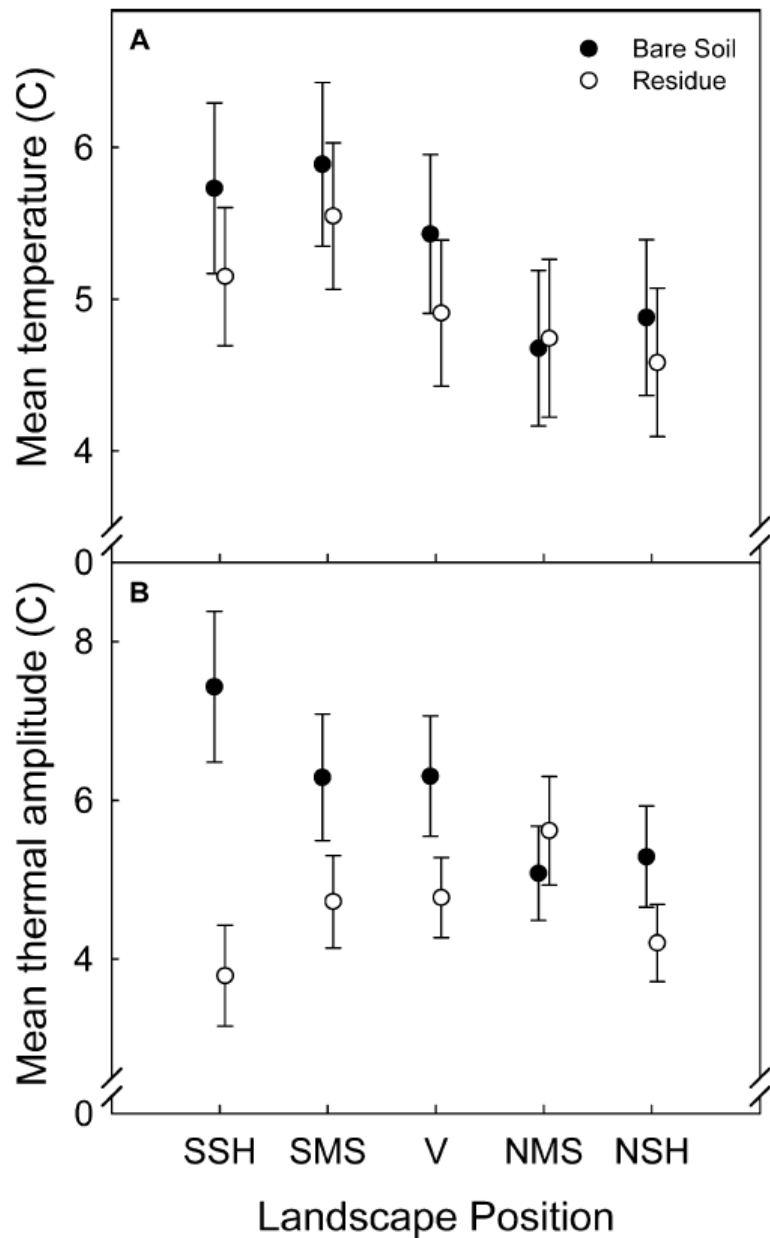 A
Bare Soil
Residue
Mean temperature (C)
6
5
4
0
B
Mean thermal amplitude (C)
8
6
4
0
SSH SMS V NMS NSH
Landscape Position